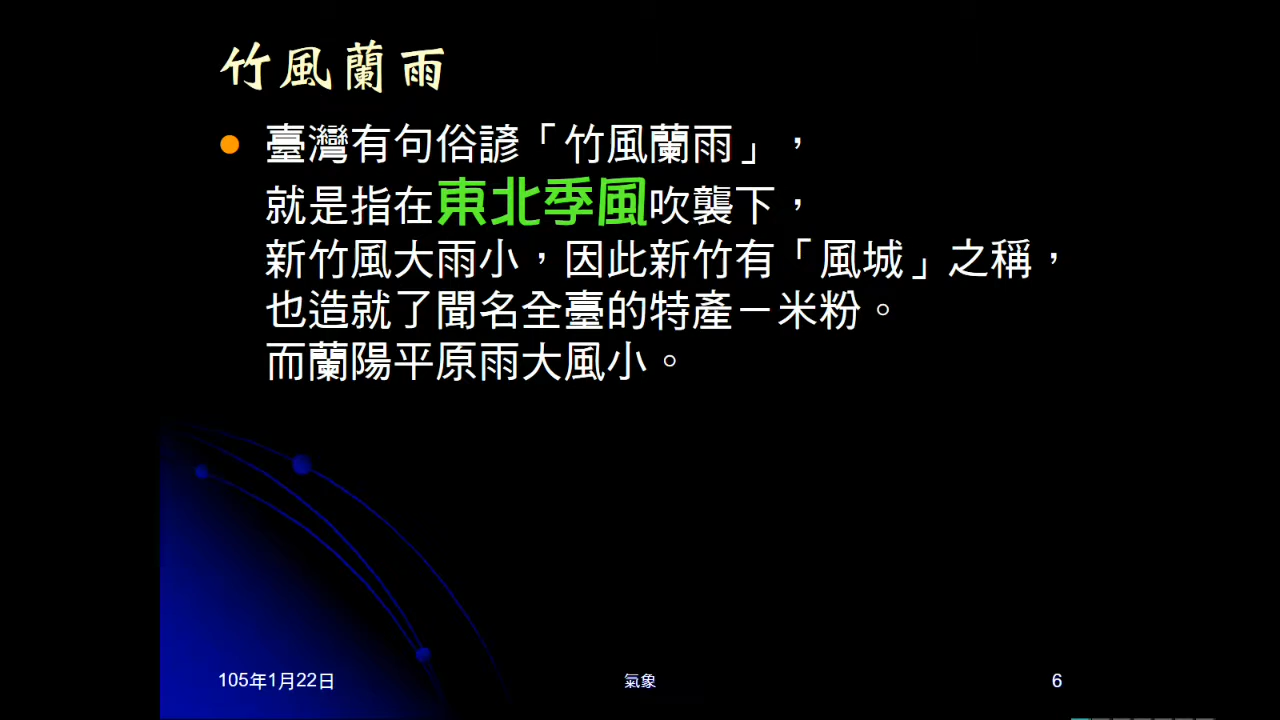 竹風蘭雨
臺灣有句俗諺「竹風蘭雨」，
就是指在東北季風吹襲下，
新竹風大雨小，因此新竹有「風城」之稱，
也造就了聞名全臺的特產－米粉。
而蘭陽平原雨大風小。
105年1月22日
氣象
6